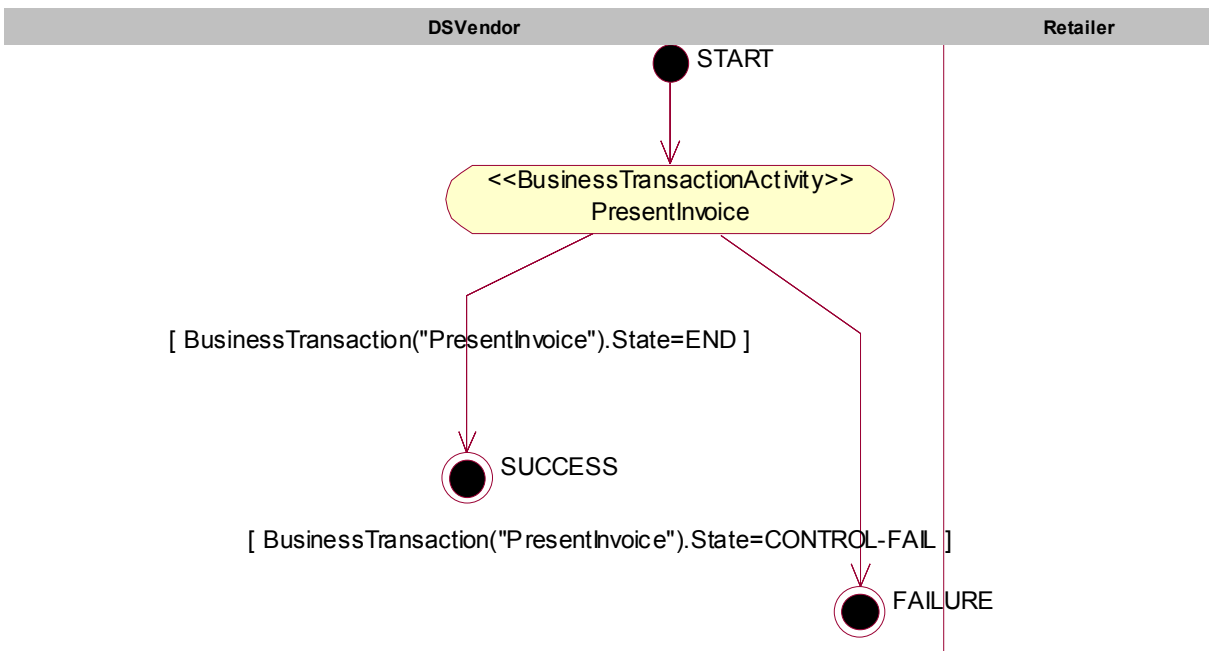 DSVendor
Retailer
START
<<BusinessTransactionActivity>>
PresentInvoice
[ BusinessTransaction("PresentInvoice").State=END ]
SUCCESS
[ BusinessTransaction("PresentInvoice").State=CONTROL-FAIL ]
FAILURE